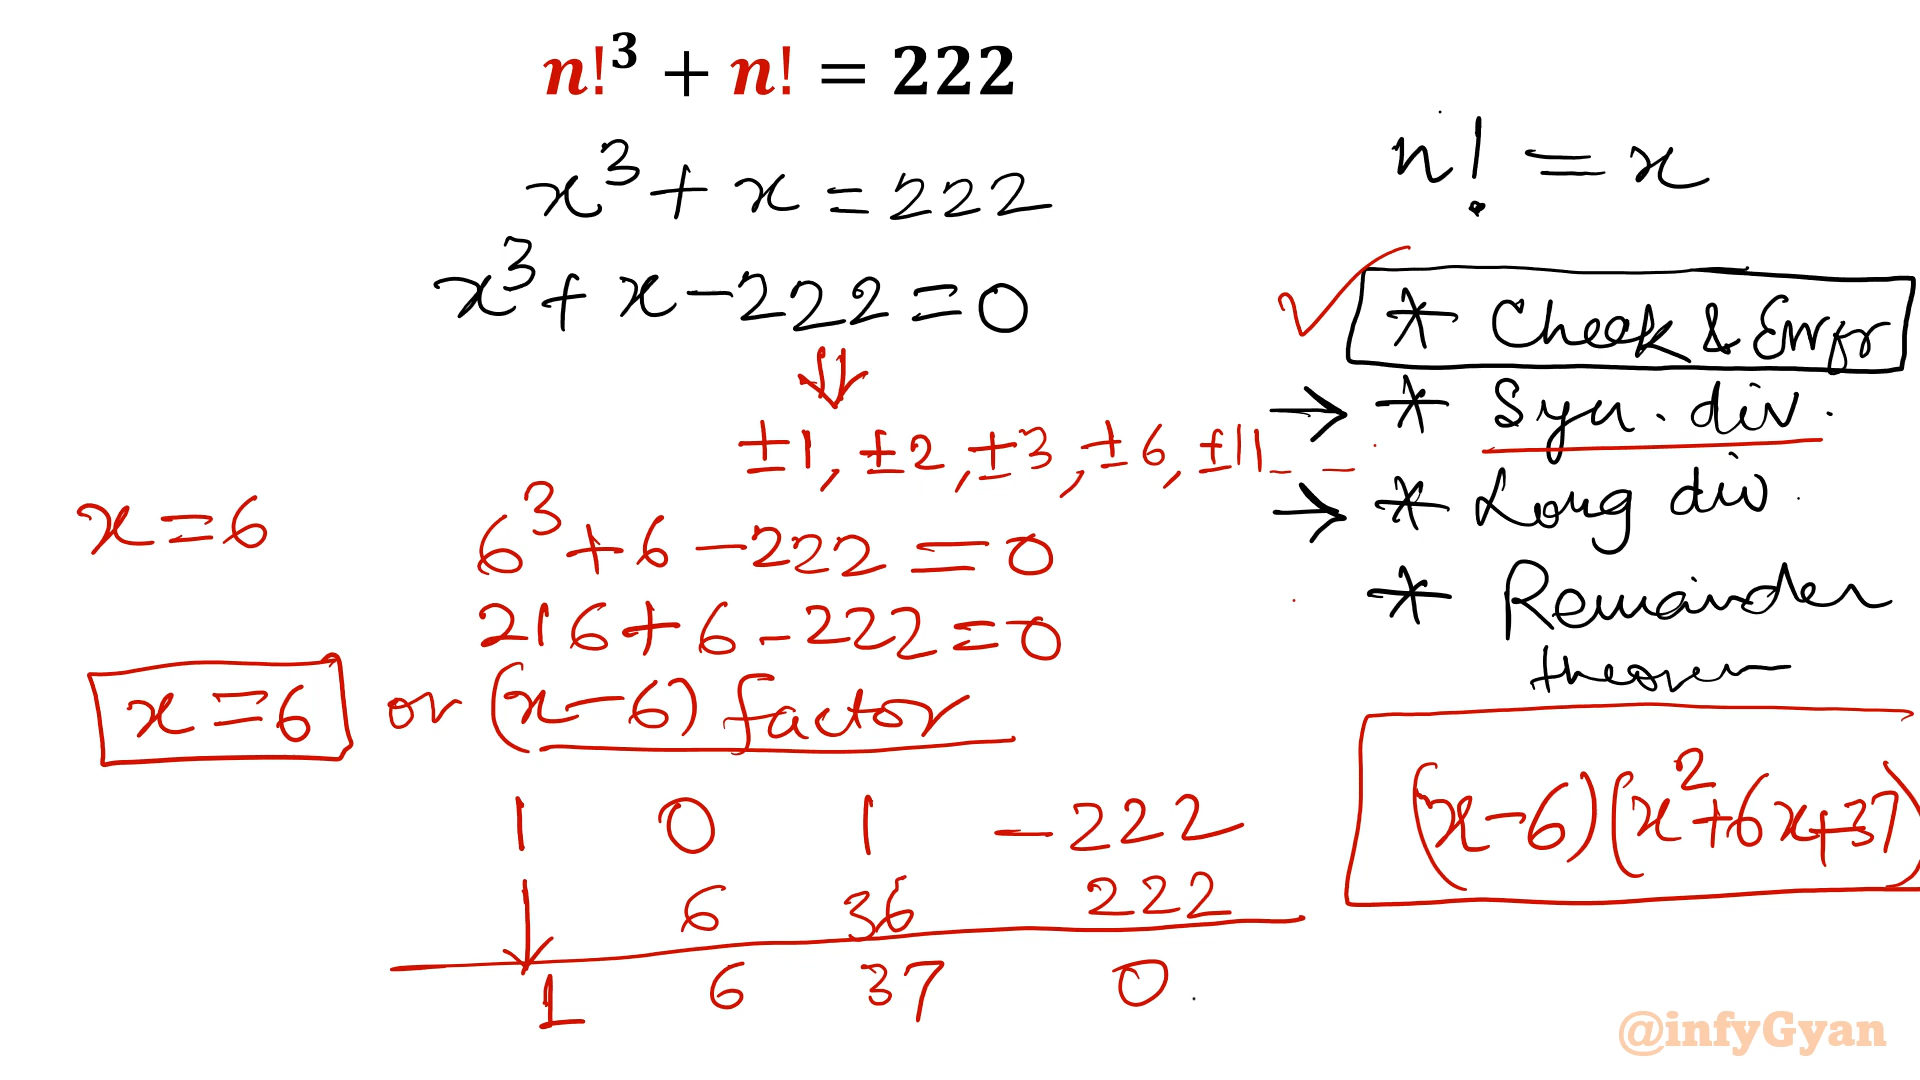 n!³ + n! = 222
x³ + x = 222
x³ + x - 222 = 0
±1, ±2, ±3, ±6, ±11 _ _
x = 6
6³ + 6 - 222 = 0
216 + 6 - 222 = 0
x = 6 or (x-6) factor
1 0 1 -222
6 36 222
1 6 37 0
n! = x
* Check & Error
* Syn. div.
* Long div
* Remainder
theorem
(x-6)(x²+6x+37)
@infyGyan